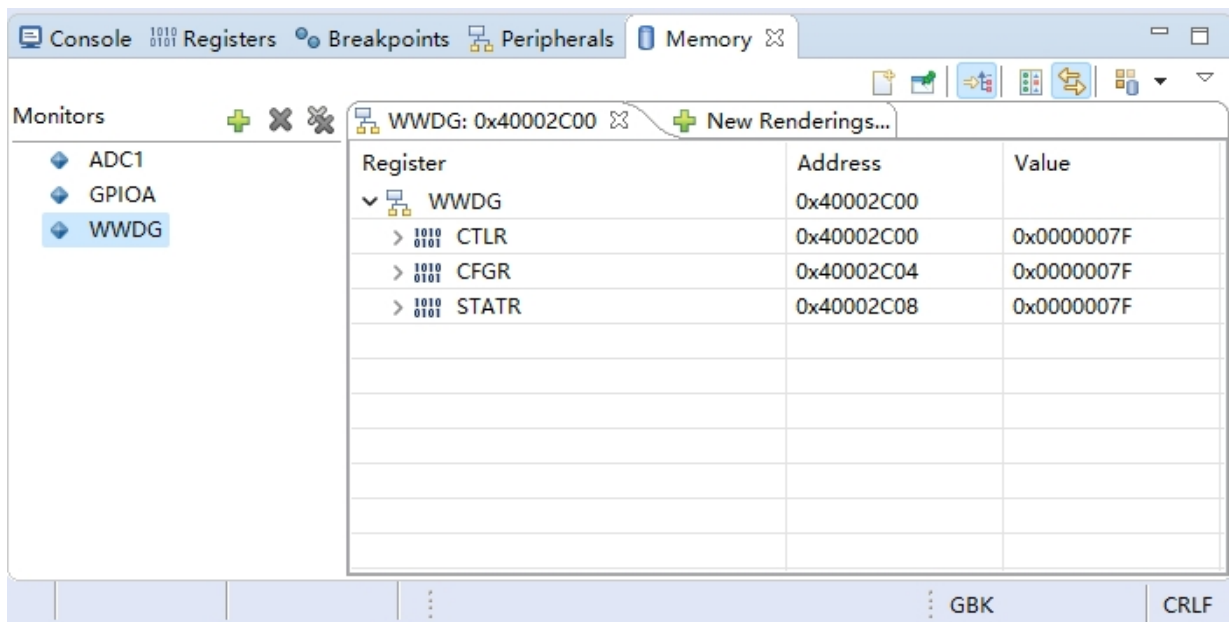 Console Registers Breakpoints Peripherals Memory
Monitors
WWDG: 0x40002C00 New Renderings...
ADC1
GPIOA
WWDG
Register Address Value
WWDG 0x40002C00
CTLR 0x40002C00 0x0000007F
CFGR 0x40002C04 0x0000007F
STATR 0x40002C08 0x0000007F
GBK CRLF